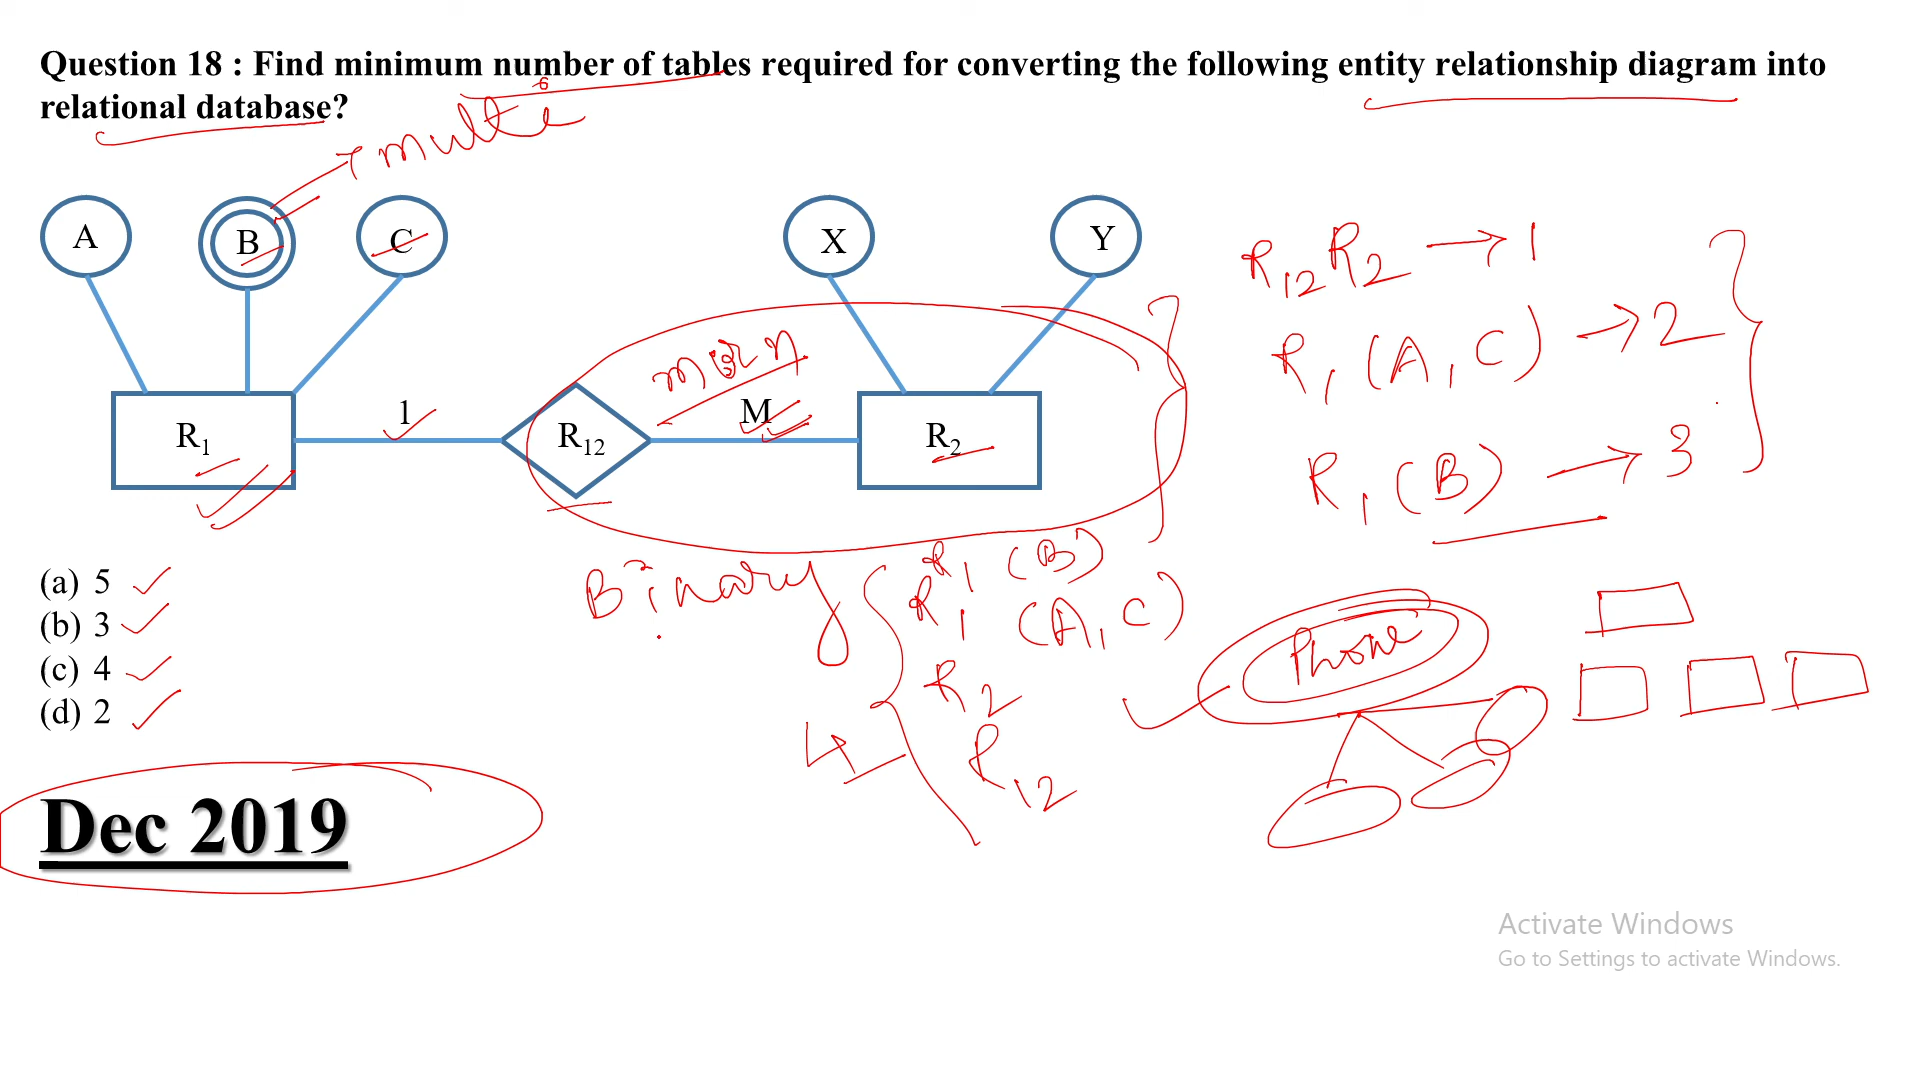 Question 18 : Find minimum number of tables required for converting the following entity relationship diagram into
relational database?
multi
A
B
C
X
Y
R12R2 → 1
R1 (A, C) → 2
R1 (B) → 3
m or n
1
M
R1
R12
R2
Binary
R1 (B)
R1 (A, C)
R2
R12
4
Phone
(a) 5
(b) 3
(c) 4
(d) 2
Dec 2019
Activate Windows
Go to Settings to activate Windows.